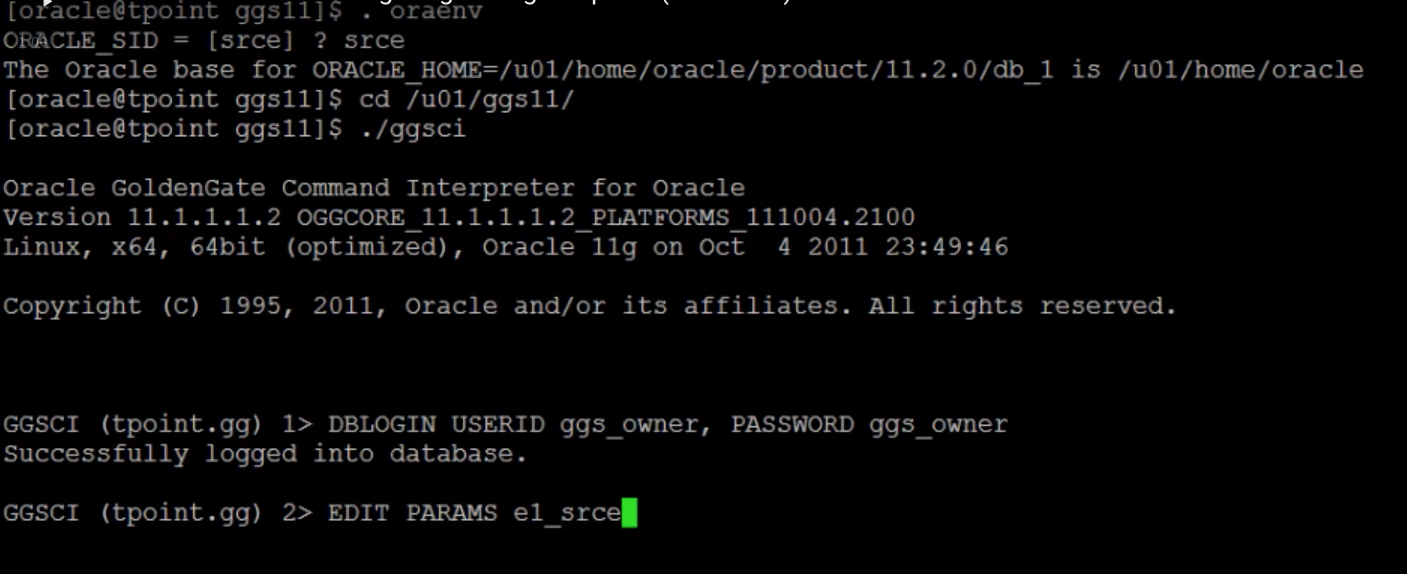 [oracle@tpoint ggs11]$ . oraenv
ORACLE_SID = [srce] ? srce
The Oracle base for ORACLE_HOME=/u01/home/oracle/product/11.2.0/db_1 is /u01/home/oracle
[oracle@tpoint ggs11]$ cd /u01/ggs11/
[oracle@tpoint ggs11]$ ./ggsci
Oracle GoldenGate Command Interpreter for Oracle
Version 11.1.1.1.2 OGGCORE_11.1.1.1.2_PLATFORMS_111004.2100
Linux, x64, 64bit (optimized), Oracle 11g on Oct  4 2011 23:49:46
Copyright (C) 1995, 2011, Oracle and/or its affiliates. All rights reserved.
GGSCI (tpoint.gg) 1> DBLOGIN USERID ggs_owner, PASSWORD ggs_owner
Successfully logged into database.
GGSCI (tpoint.gg) 2> EDIT PARAMS e1_srce